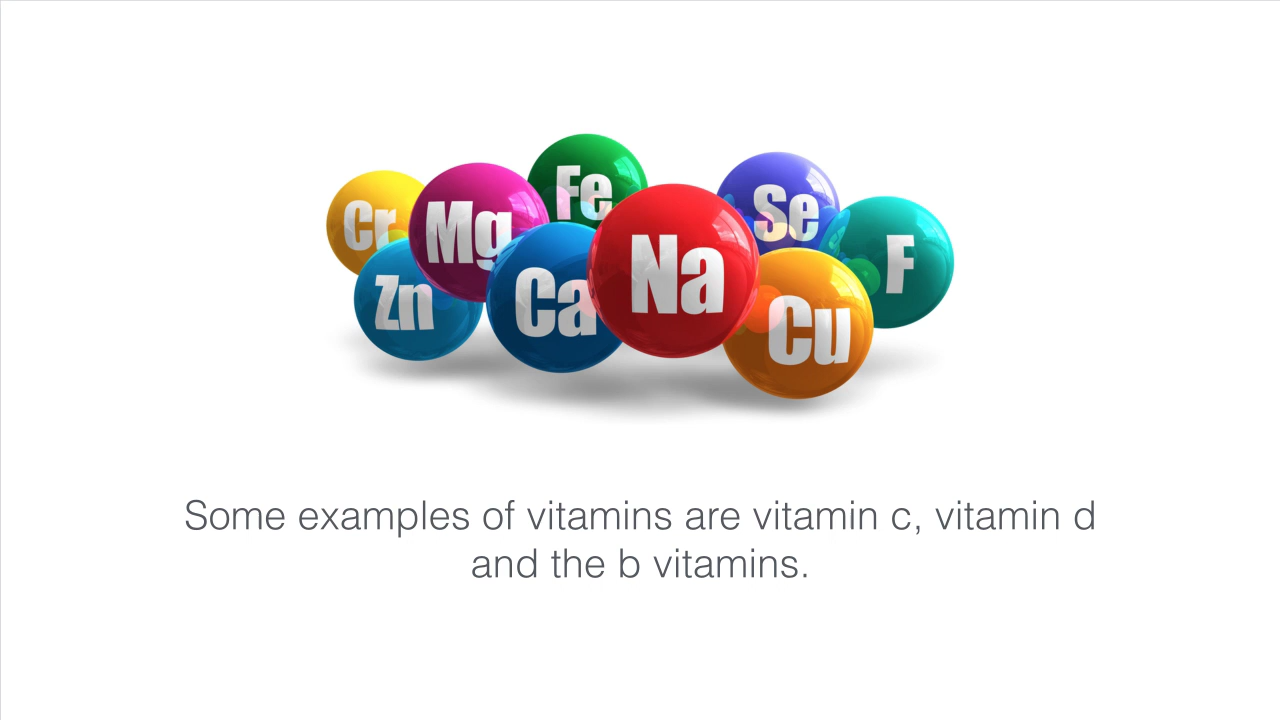 Cr
Mg
Fe
Zn
Ca
Na
Se
Cu
F
Some examples of vitamins are vitamin c, vitamin d
and the b vitamins.